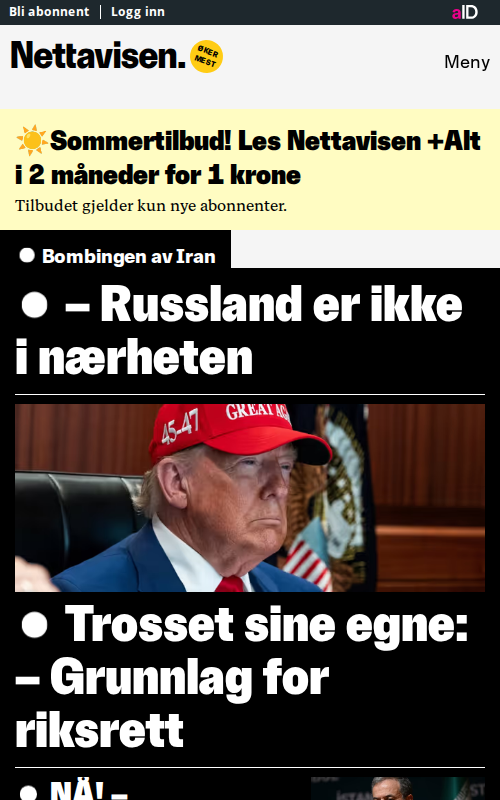 Bli abonnent | Logg inn
aID
Nettavisen.
ØKER
MEST
Meny
☀️Sommertilbud! Les Nettavisen +Alt
i 2 måneder for 1 krone
Tilbudet gjelder kun nye abonnenter.
Bombingen av Iran
– Russland er ikke
i nærheten
45-47
GREAT
Trosset sine egne:
– Grunnlag for
riksrett
NÅ! –